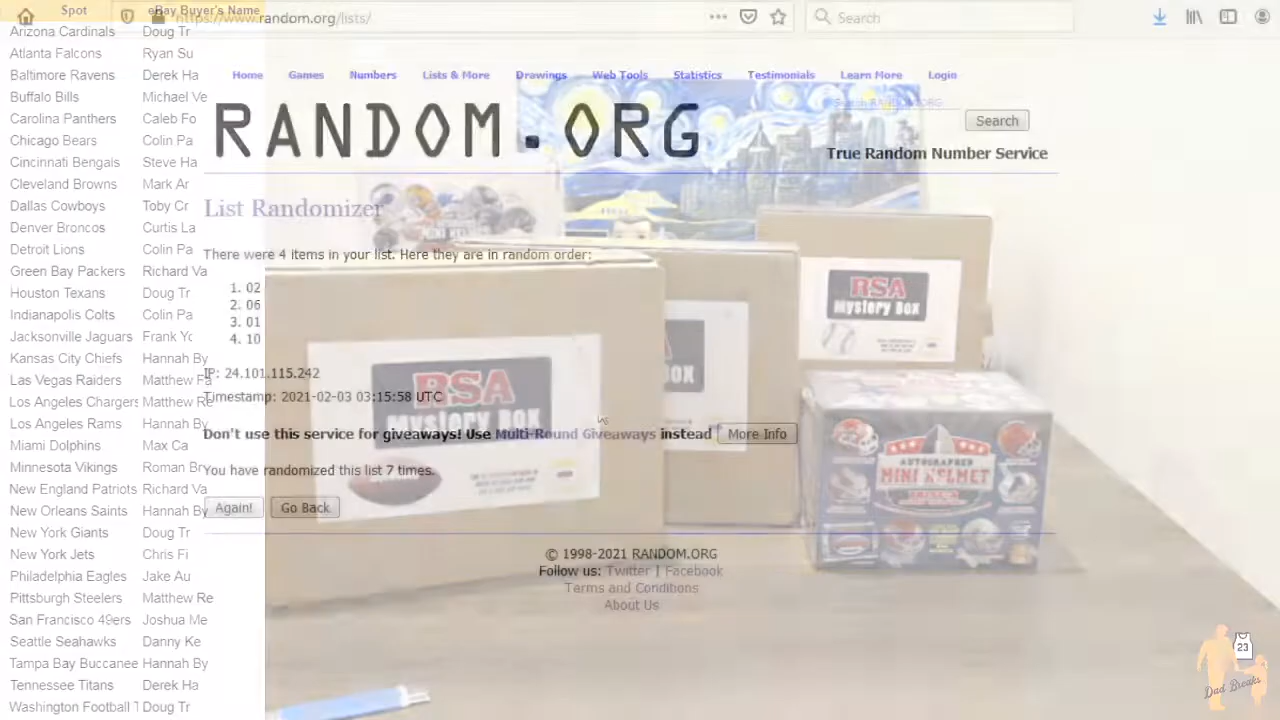 Spot eBay Buyer's Name
Arizona Cardinals Doug Tr
Atlanta Falcons Ryan Su
Baltimore Ravens Derek Ha
Buffalo Bills Michael Ve
Carolina Panthers Caleb Fo
Chicago Bears Colin Pa
Cincinnati Bengals Steve Ha
Cleveland Browns Mark Ar
Dallas Cowboys Toby Cr
Denver Broncos Curtis La
Detroit Lions Colin Pa
Green Bay Packers Richard Va
Houston Texans Doug Tr
Indianapolis Colts Colin Pa
Jacksonville Jaguars Frank Yo
Kansas City Chiefs Hannah By
Las Vegas Raiders Matthew Fa
Los Angeles Chargers Matthew Re
Los Angeles Rams Hannah By
Miami Dolphins Max Ca
Minnesota Vikings Roman Br
New England Patriots Richard Va
New Orleans Saints Hannah By
New York Giants Doug Tr
New York Jets Chris Fi
Philadelphia Eagles Jake Au
Pittsburgh Steelers Matthew Re
San Francisco 49ers Joshua Me
Seattle Seahawks Danny Ke
Tampa Bay Buccanee Hannah By
Tennessee Titans Derek Ha
Washington Football T Doug Tr
https://www.random.org/lists/
Search
Home Games Numbers Lists & More Drawings Web Tools Statistics Testimonials Learn More Login
Search RANDOM.ORG
Search
RANDOM.ORG
True Random Number Service
List Randomizer
There were 4 items in your list. Here they are in random order:
1. 02
2. 06
3. 01
4. 10
IP: 24.101.115.242
Timestamp: 2021-02-03 03:15:58 UTC
Don't use this service for giveaways! Use Multi-Round Giveaways instead More Info
You have randomized this list 7 times.
Again! Go Back
© 1998-2021 RANDOM.ORG
Follow us: Twitter | Facebook
Terms and Conditions
About Us
RSA
Mystery Box
BOX
RSA
Mystery Box
AUTOGRAPHED
MINI HELMET
MINI HELMET
23
Dad Breaks